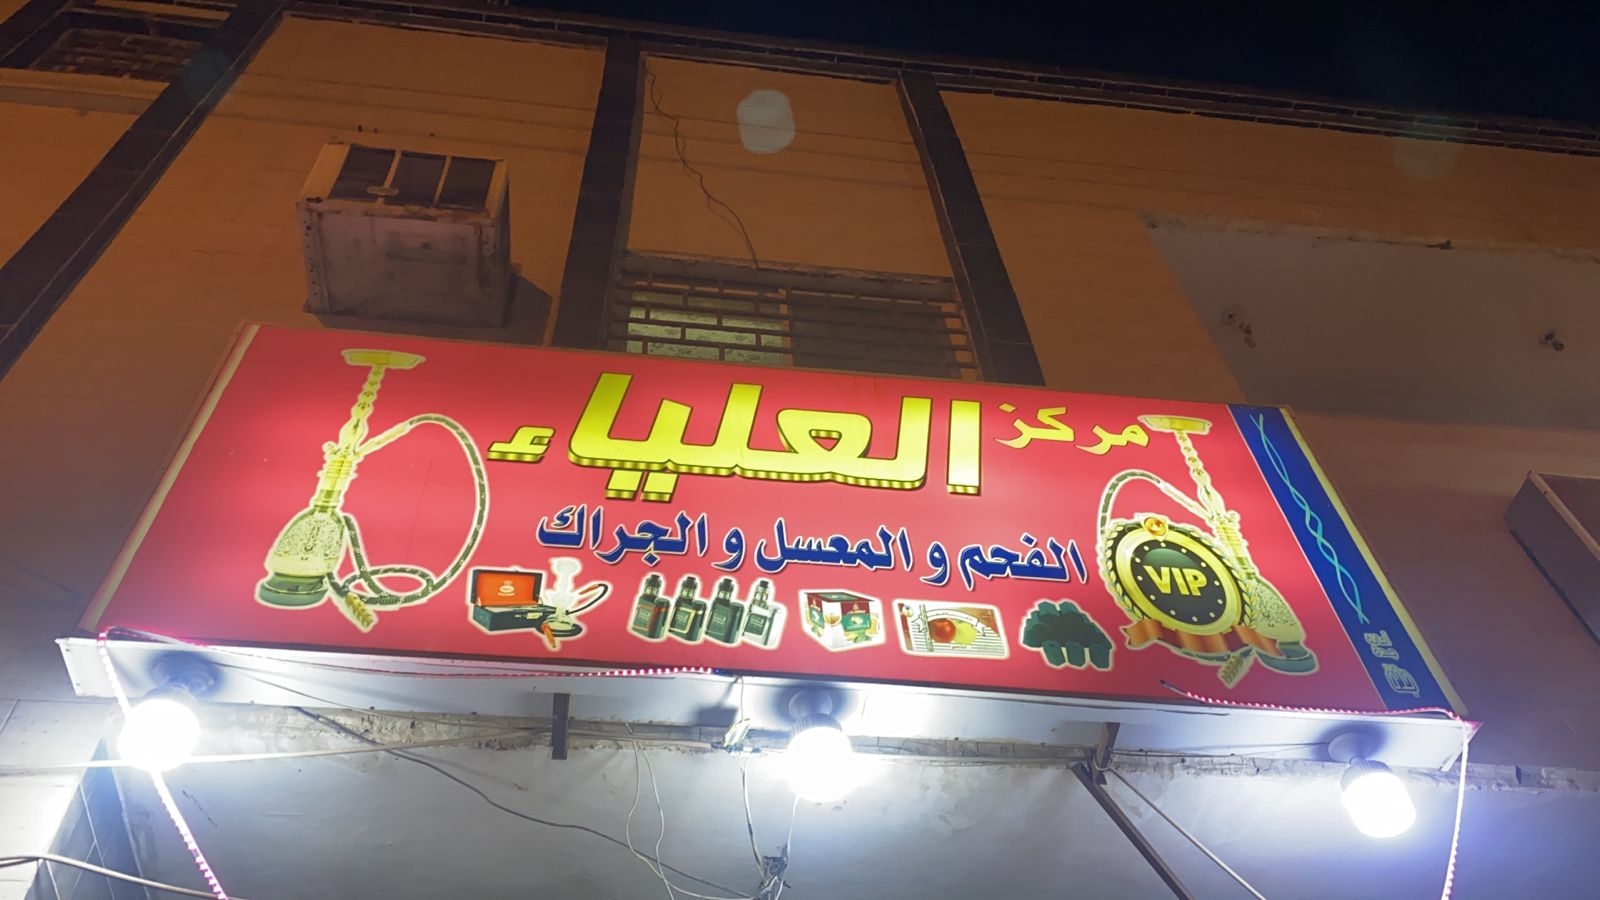 مركز العلياء
الفحم و المعسل و الجراك
VIP